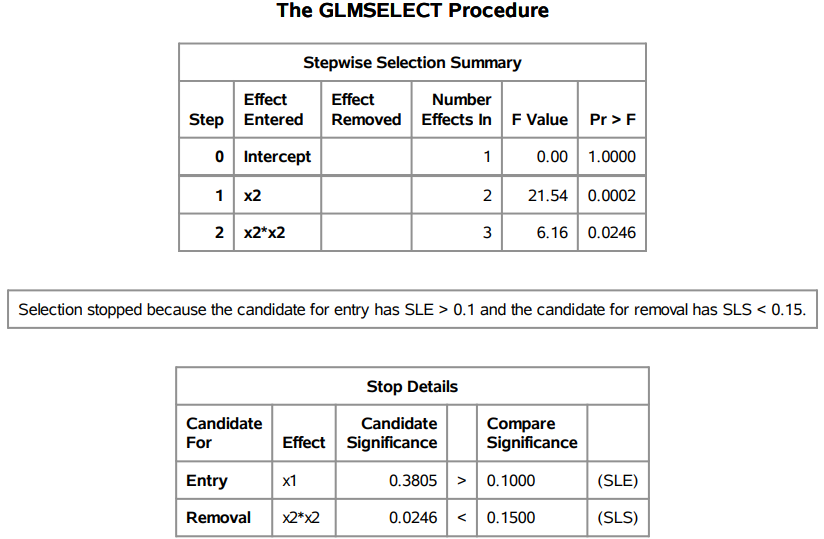 The GLMSELECT Procedure
Stepwise Selection Summary
Step Effect Entered Effect Removed Number Effects In F Value Pr > F
0 Intercept 1 0.00 1.0000
1 x2 2 21.54 0.0002
2 x2*x2 3 6.16 0.0246
Selection stopped because the candidate for entry has SLE > 0.1 and the candidate for removal has SLS < 0.15.
Stop Details
Candidate For Effect Candidate Significance Compare Significance
Entry x1 0.3805 > 0.1000 (SLE)
Removal x2*x2 0.0246 < 0.1500 (SLS)